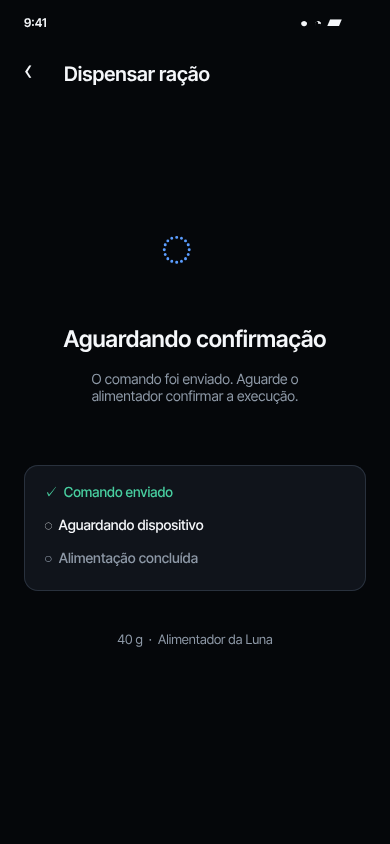 9:41
Dispensar ração
Aguardando confirmação
O comando foi enviado. Aguarde o
alimentador confirmar a execução.
✓ Comando enviado
◌ Aguardando dispositivo
○ Alimentação concluída
40 g · Alimentador da Luna